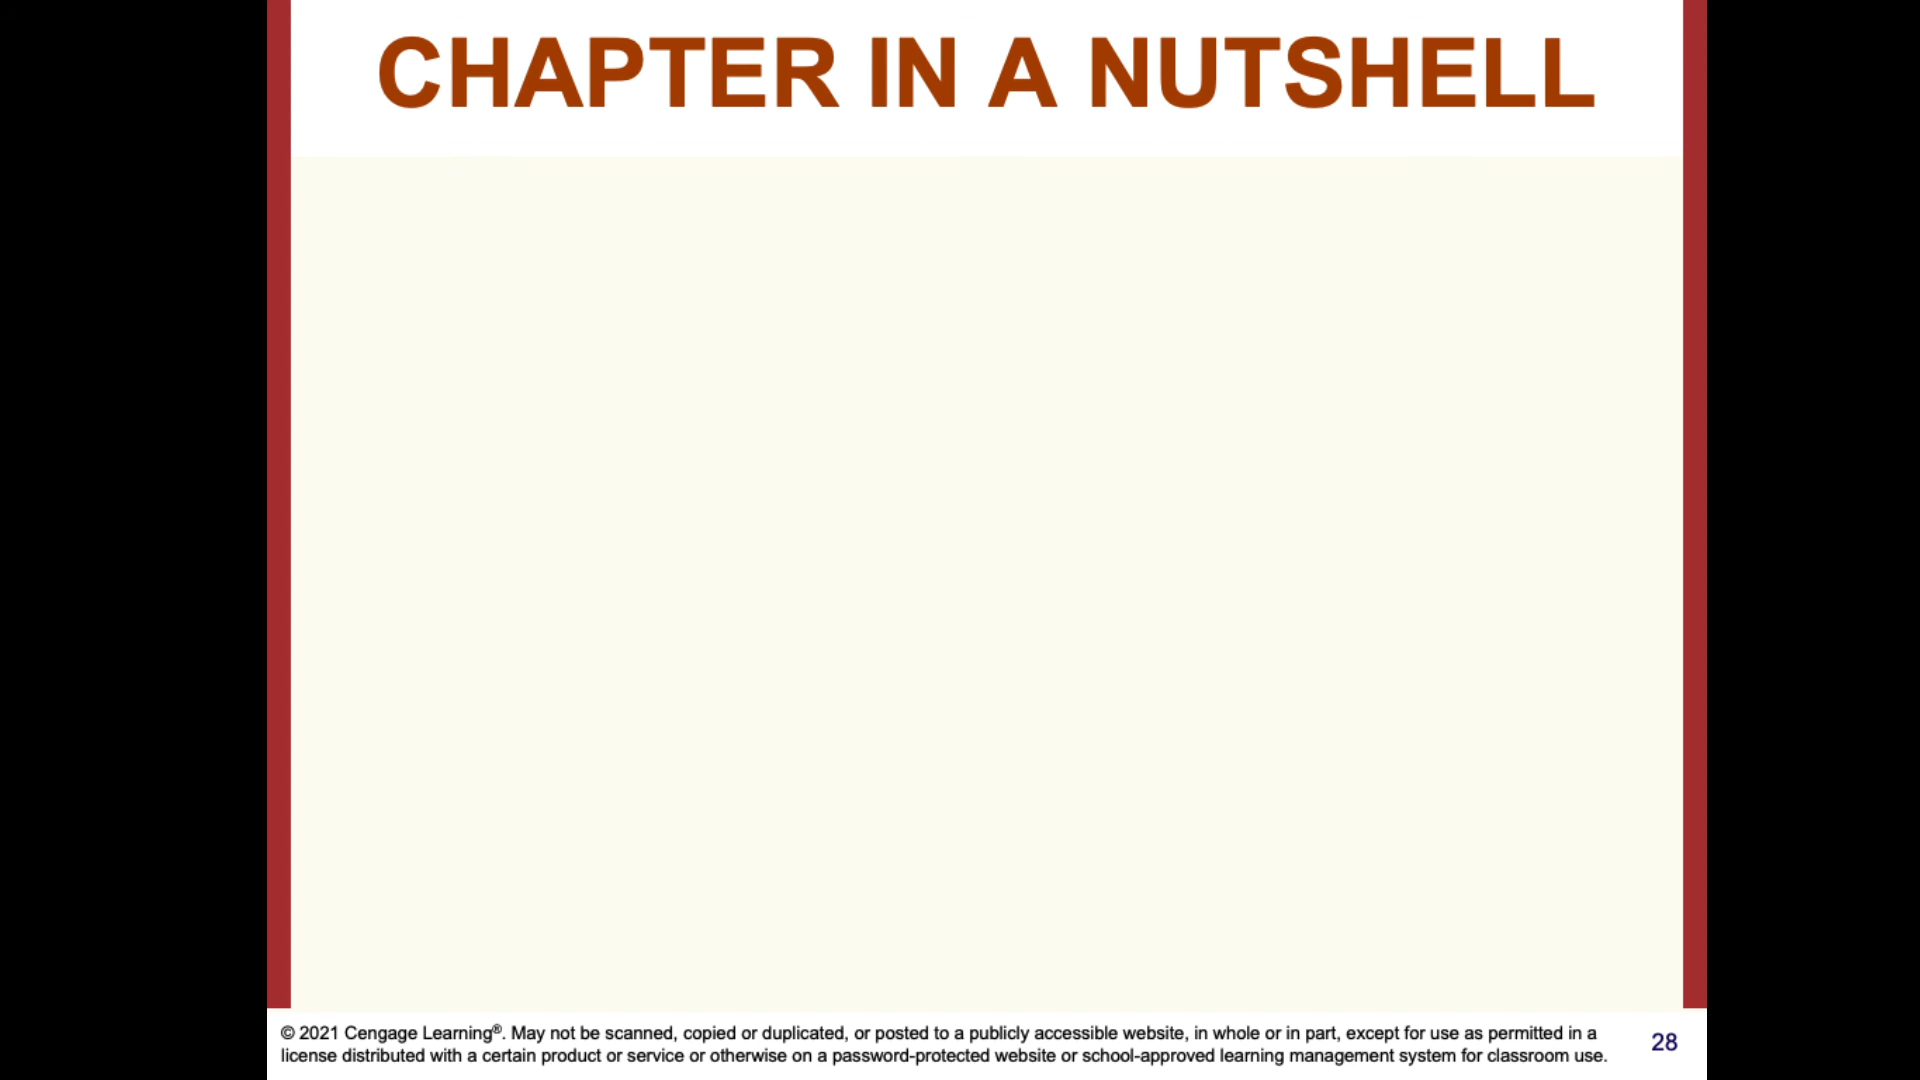 CHAPTER IN A NUTSHELL
© 2021 Cengage Learning®. May not be scanned, copied or duplicated, or posted to a publicly accessible website, in whole or in part, except for use as permitted in a
license distributed with a certain product or service or otherwise on a password-protected website or school-approved learning management system for classroom use.
28